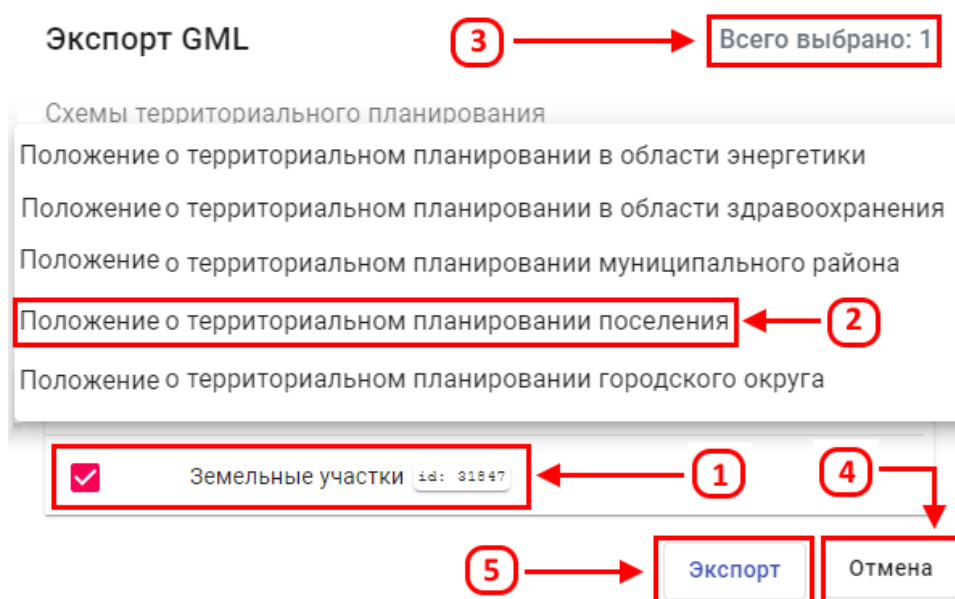 Экспорт GML
3
Всего выбрано: 1
Схемы территориального планирования
Положение о территориальном планировании в области энергетики
Положение о территориальном планировании в области здравоохранения
Положение о территориальном планировании муниципального района
Положение о территориальном планировании поселения
2
Положение о территориальном планировании городского округа
Земельные участки id: 31847
1
4
5
Экспорт
Отмена